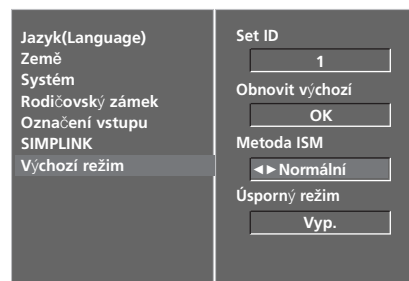 Jazyk(Language)
Země
Systém
Rodičovský zámek
Označení vstupu
SIMPLINK
Výchozí režim
Set ID
1
Obnovit výchozí
OK
Metoda ISM
◄► Normální
Úsporný režim
Vyp.